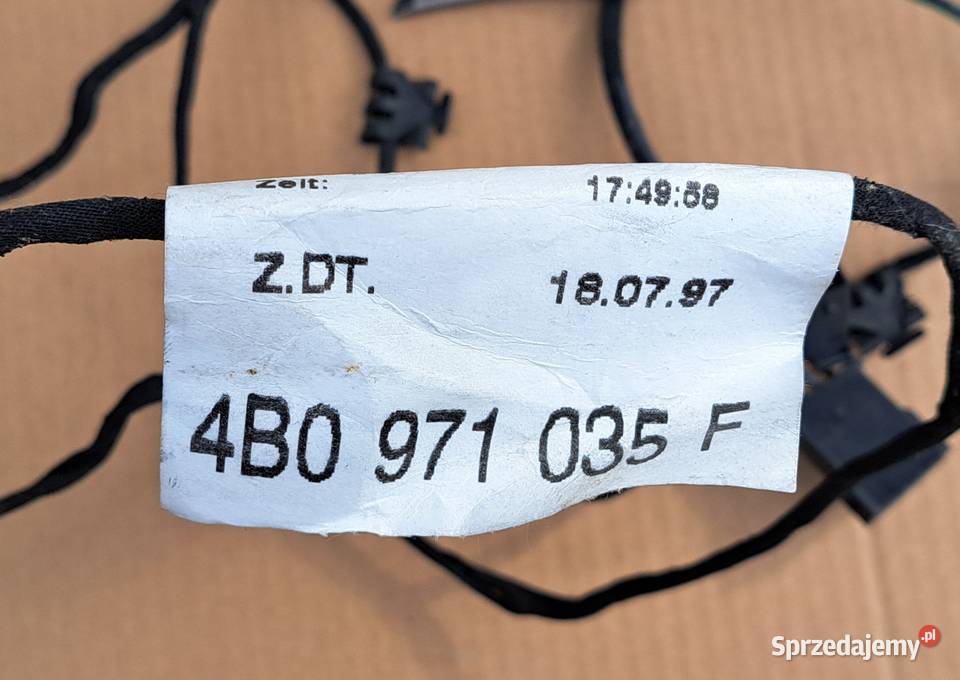 Zeit: 17:49:58
Z.DT. 18.07.97
4B0 971 035 F
Sprzedajemy.pl